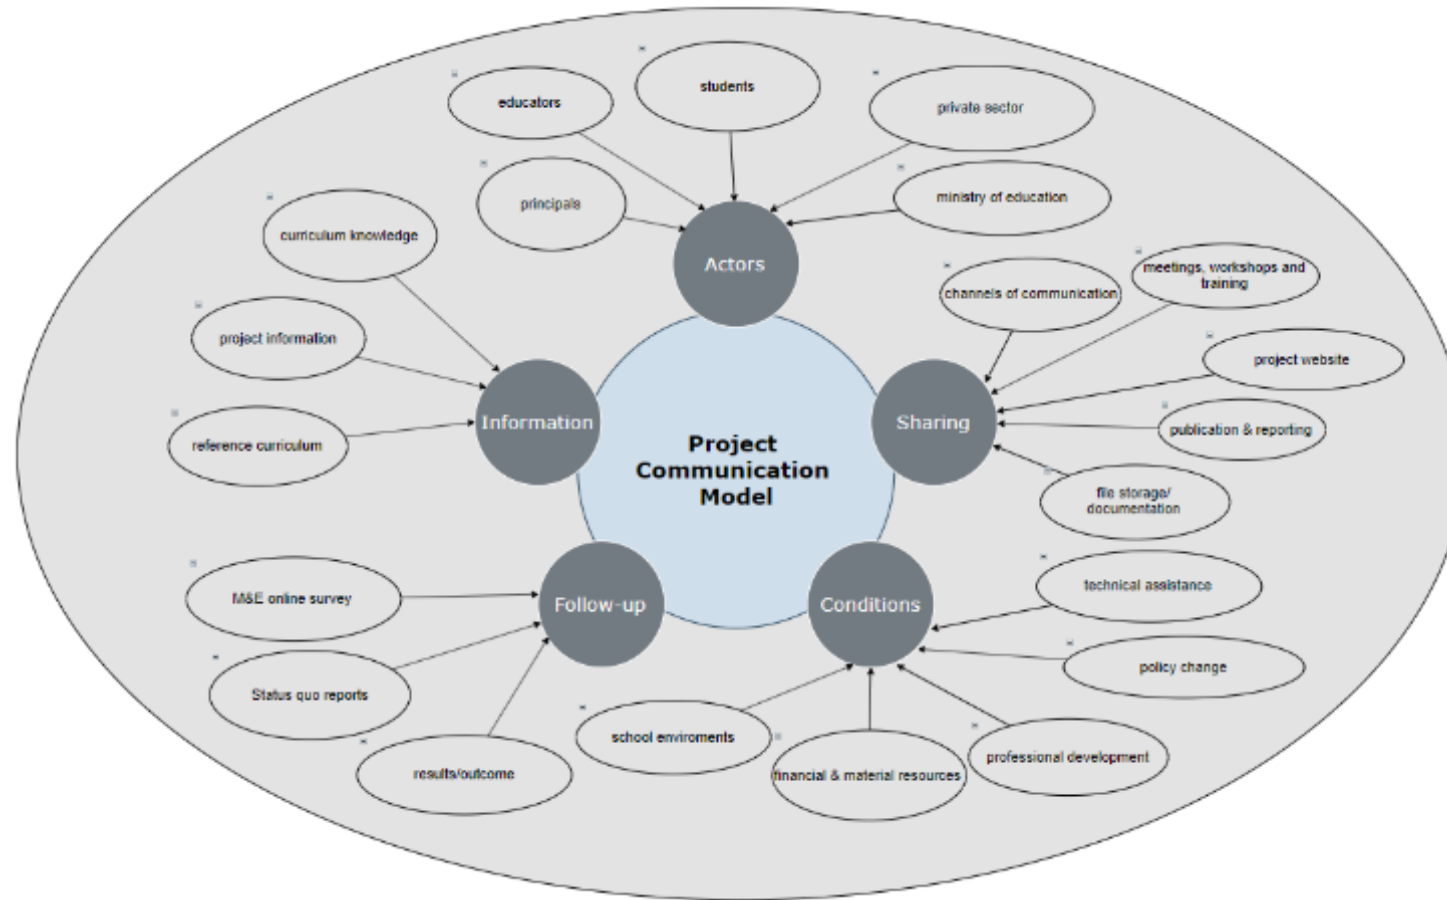 students
educators
private sector
principals
ministry of education
curriculum knowledge
Actors
meetings, workshops and
training
channels of communication
project information
project website
Information
Sharing
publication & reporting
reference curriculum
Project
Communication
Model
file storage/
documentation
technical assistance
M&E online survey
Follow-up
Conditions
policy change
Status quo reports
school enviroments
professional development
results/outcome
financial & material resources